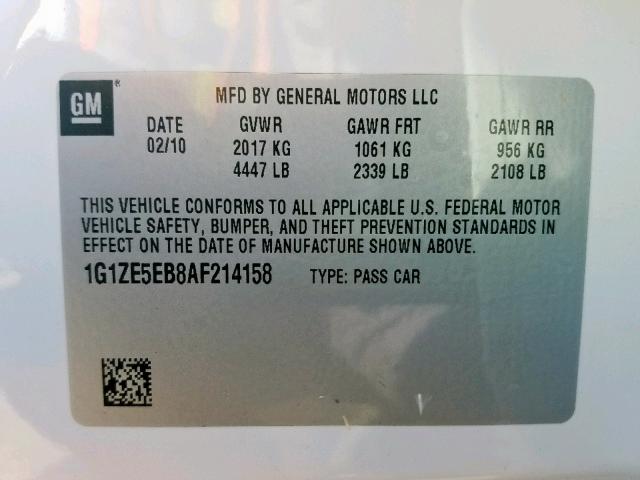 GM ® MFD BY GENERAL MOTORS LLC
DATE GVWR GAWR FRT GAWR RR
02/10 2017 KG 1061 KG 956 KG
4447 LB 2339 LB 2108 LB
THIS VEHICLE CONFORMS TO ALL APPLICABLE U.S. FEDERAL MOTOR
VEHICLE SAFETY, BUMPER, AND THEFT PREVENTION STANDARDS IN
EFFECT ON THE DATE OF MANUFACTURE SHOWN ABOVE.
1G1ZE5EB8AF214158 TYPE: PASS CAR